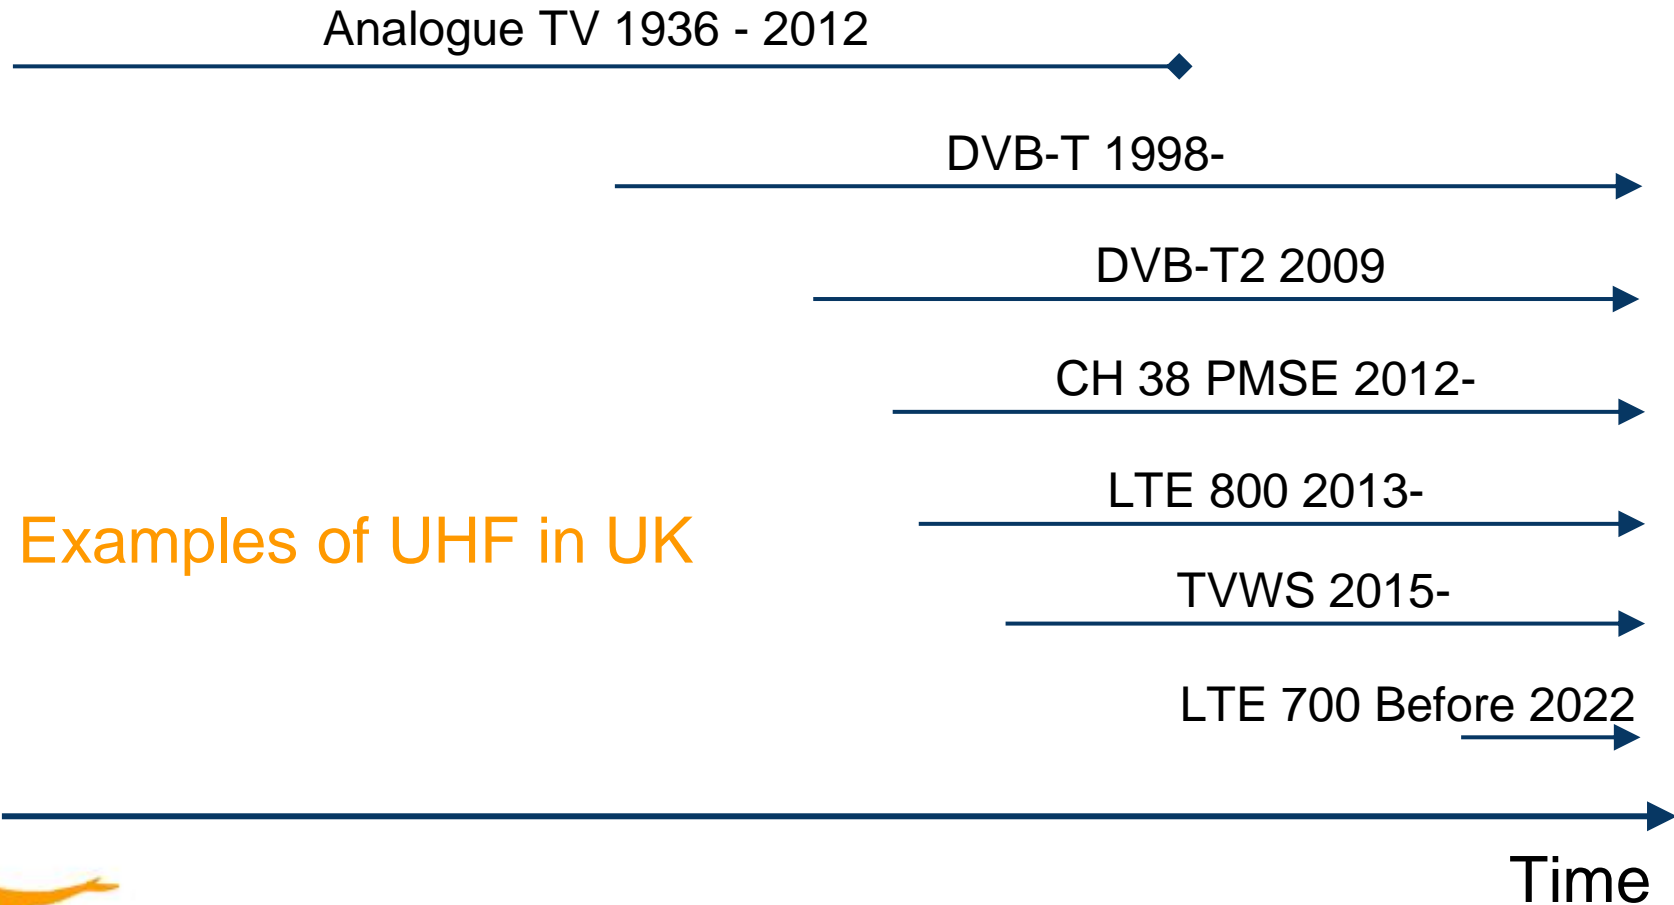 Analogue TV 1936 - 2012
DVB-T 1998-
DVB-T2 2009
CH 38 PMSE 2012-
LTE 800 2013-
Examples of UHF in UK
TVWS 2015-
LTE 700 Before 2022
Time